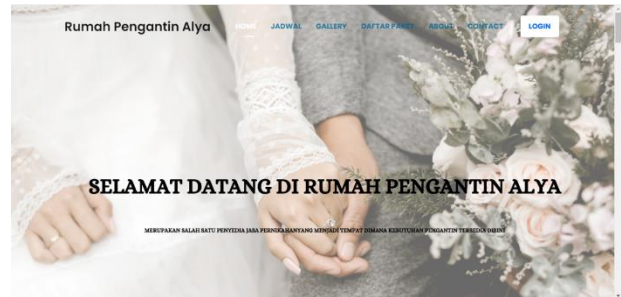 Rumah Pengantin Alya HOME JADWAL GALLERY DAFTAR PAKET ABOUT CONTACT LOGIN
SELAMAT DATANG DI RUMAH PENGANTIN ALYA
MERUPAKAN SALAH SATU PENYEDIA JASA PERNIKAHANYANG MENJADI TEMPAT DIMANA KEBUTUHAN PENGANTIN TERSEDIA DISINI